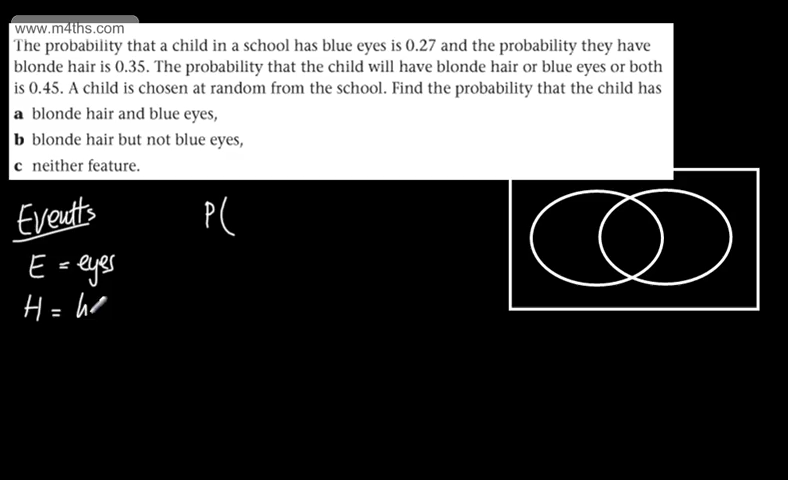 www.m4ths.com
The probability that a child in a school has blue eyes is 0.27 and the probability they have
blonde hair is 0.35. The probability that the child will have blonde hair or blue eyes or both
is 0.45. A child is chosen at random from the school. Find the probability that the child has
a blonde hair and blue eyes,
b blonde hair but not blue eyes,
c neither feature.
Events
P(
E = eyes
H = h